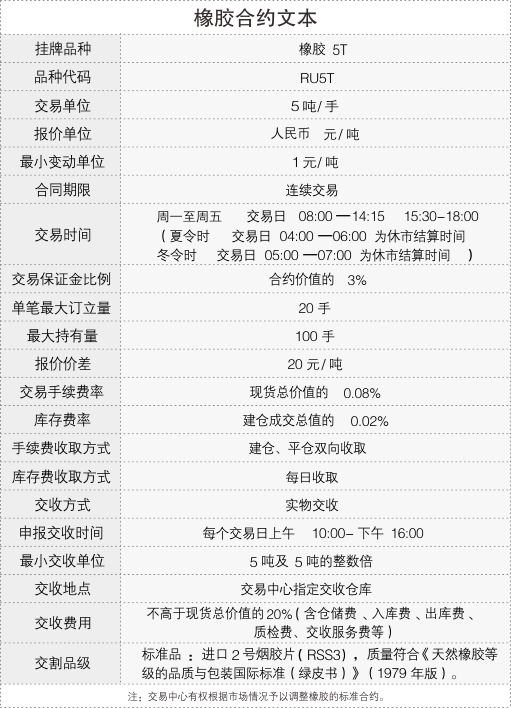 橡胶合约文本
挂牌品种 橡胶 5T
品种代码 RU5T
交易单位 5吨/手
报价单位 人民币 元/吨
最小变动单位 1元/吨
合同期限 连续交易
周一至周五 交易日 08:00 —14:15 15:30-18:00
交易时间 (夏令时 交易日 04:00 —06:00 为休市结算时间
冬令时 交易日 05:00 —07:00 为休市结算时间 )
交易保证金比例 合约价值的 3%
单笔最大订立量 20 手
最大持有量 100 手
报价价差 20 元/吨
交易手续费率 现货总价值的 0.08%
库存费率 建仓成交总值的 0.02%
手续费收取方式 建仓、平仓双向收取
库存费收取方式 每日收取
交收方式 实物交收
申报交收时间 每个交易日上午 10:00- 下午 16:00
最小交收单位 5吨及 5吨的整数倍
交收地点 交易中心指定交收仓库
交收费用 不高于现货总价值的20%(含仓储费、入库费、出库费、
质检费、交收服务费等)
交割品级 标准品 :进口2号烟胶片(RSS3),质量符合《天然橡胶等
级的品质与包装国际标准(绿皮书)》(1979年版)。
注:交易中心有权根据市场情况予以调整橡胶的标准合约。